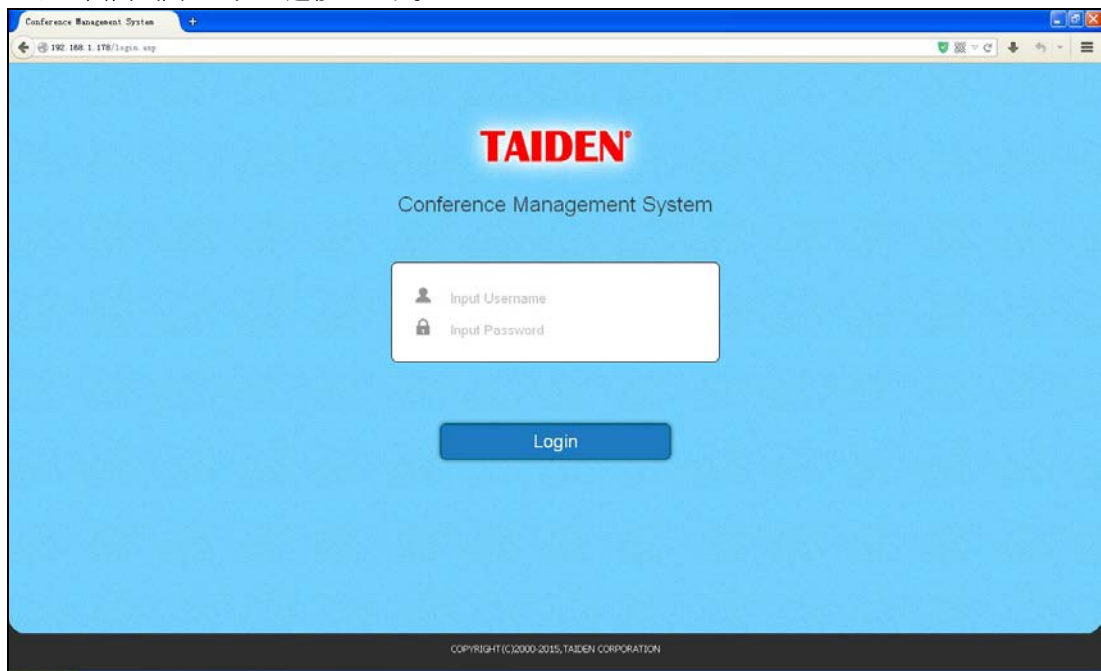 Conference Management System
192.168.1.178/login.asp
TAIDEN®
Conference Management System
Input Username
Input Password
Login
COPYRIGHT(C)2000-2015,TAIDEN CORPORATION